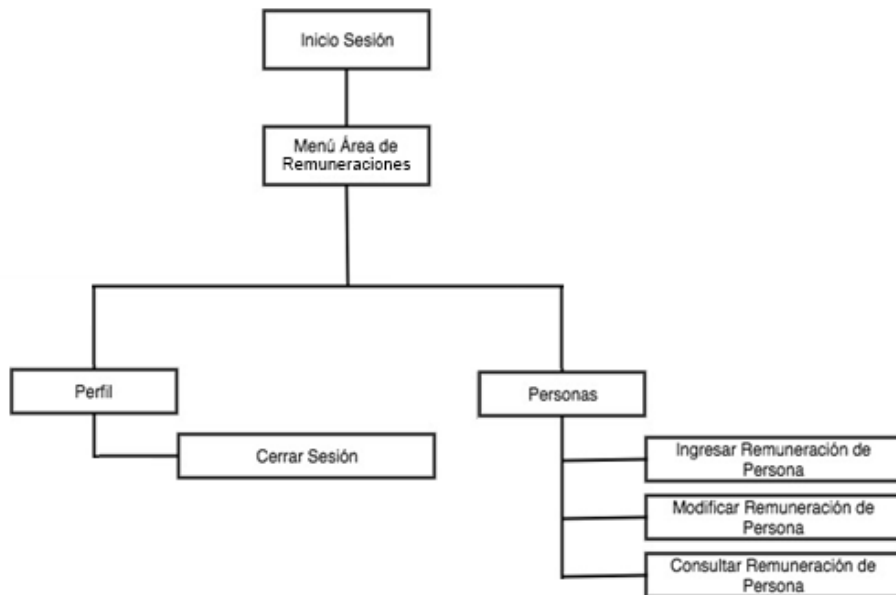 Inicio Sesión
Menú Área de
Remuneraciones
Perfil
Personas
Cerrar Sesión
Ingresar Remuneración de
Persona
Modificar Remuneración de
Persona
Consultar Remuneración de
Persona